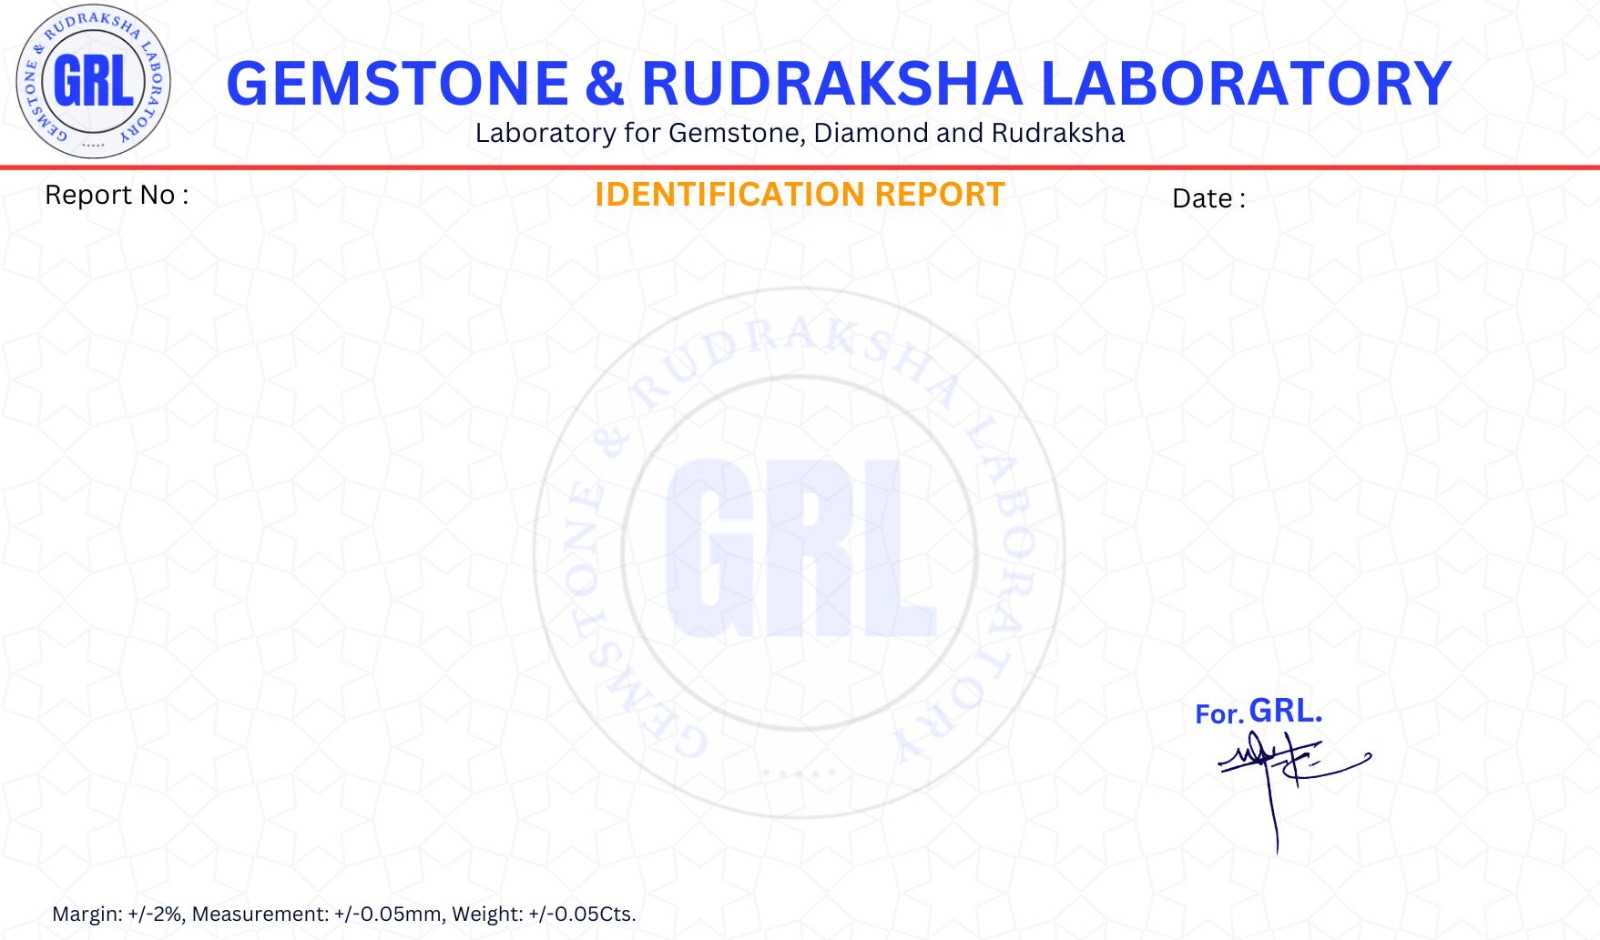 GEMSTONE & RUDRAKSHA LABORATORY
GRL
GEMSTONE & RUDRAKSHA LABORATORY
Laboratory for Gemstone, Diamond and Rudraksha
Report No :
IDENTIFICATION REPORT
Date :
GEMSTONE & RUDRAKSHA LABORATORY
GRL
For. GRL.
Margin: +/-2%, Measurement: +/-0.05mm, Weight: +/-0.05Cts.